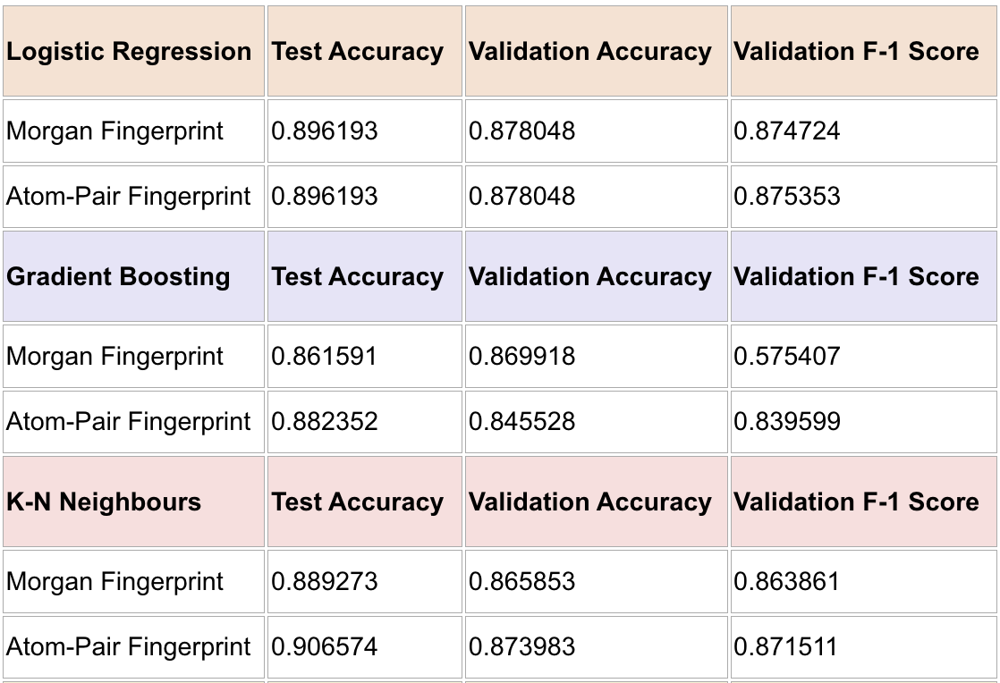 Logistic Regression Test Accuracy Validation Accuracy Validation F-1 Score
Morgan Fingerprint 0.896193 0.878048 0.874724
Atom-Pair Fingerprint 0.896193 0.878048 0.875353
Gradient Boosting Test Accuracy Validation Accuracy Validation F-1 Score
Morgan Fingerprint 0.861591 0.869918 0.575407
Atom-Pair Fingerprint 0.882352 0.845528 0.839599
K-N Neighbours Test Accuracy Validation Accuracy Validation F-1 Score
Morgan Fingerprint 0.889273 0.865853 0.863861
Atom-Pair Fingerprint 0.906574 0.873983 0.871511